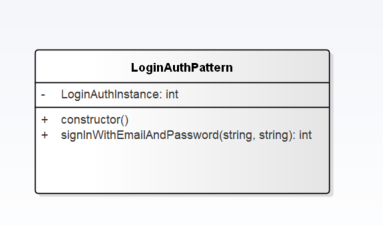 LoginAuthPattern
- LoginAuthInstance: int
+ constructor()
+ signInWithEmailAndPassword(string, string): int